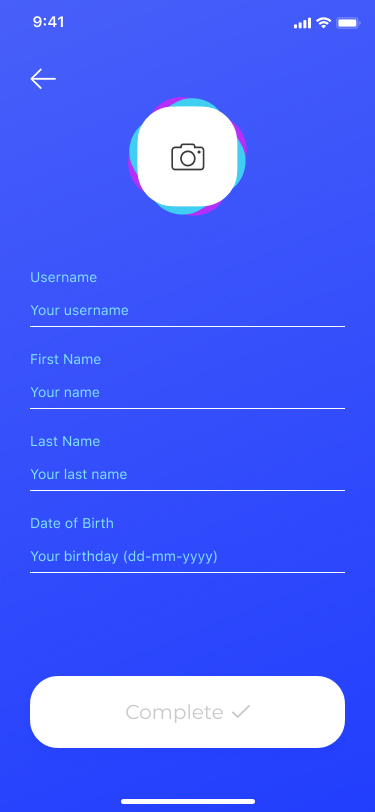 9:41
Username
Your username
First Name
Your name
Last Name
Your last name
Date of Birth
Your birthday (dd-mm-yyyy)
Complete